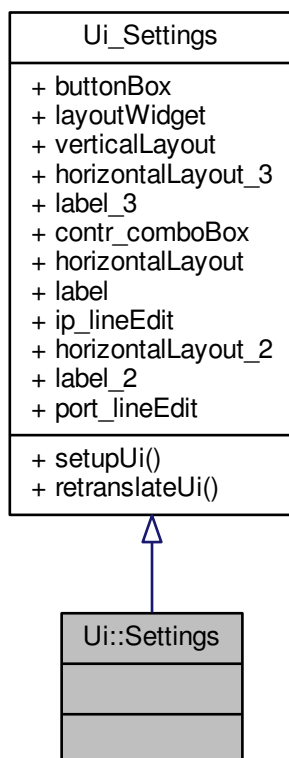 Ui_Settings
+ buttonBox
+ layoutWidget
+ verticalLayout
+ horizontalLayout_3
+ label_3
+ contr_comboBox
+ horizontalLayout
+ label
+ ip_lineEdit
+ horizontalLayout_2
+ label_2
+ port_lineEdit
+ setupUi()
+ retranslateUi()
Ui::Settings